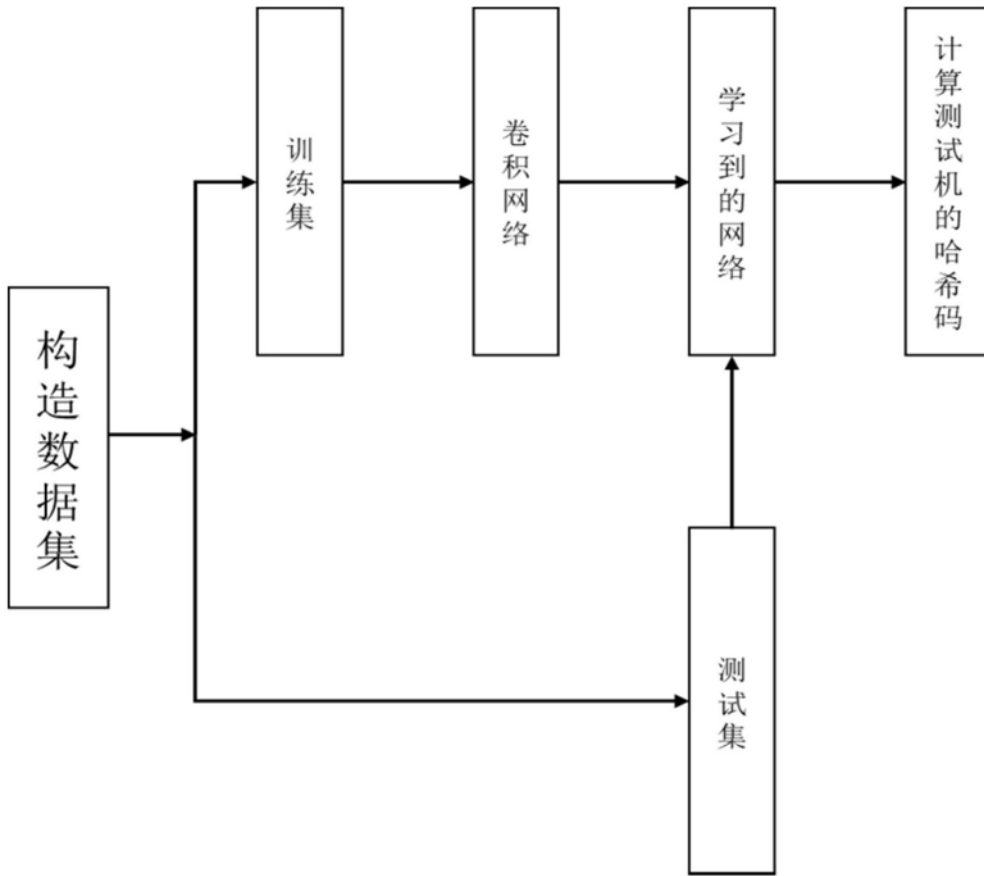 构造数据集
训练集
卷积网络
学习到的网络
计算测试机的哈希码
测试集